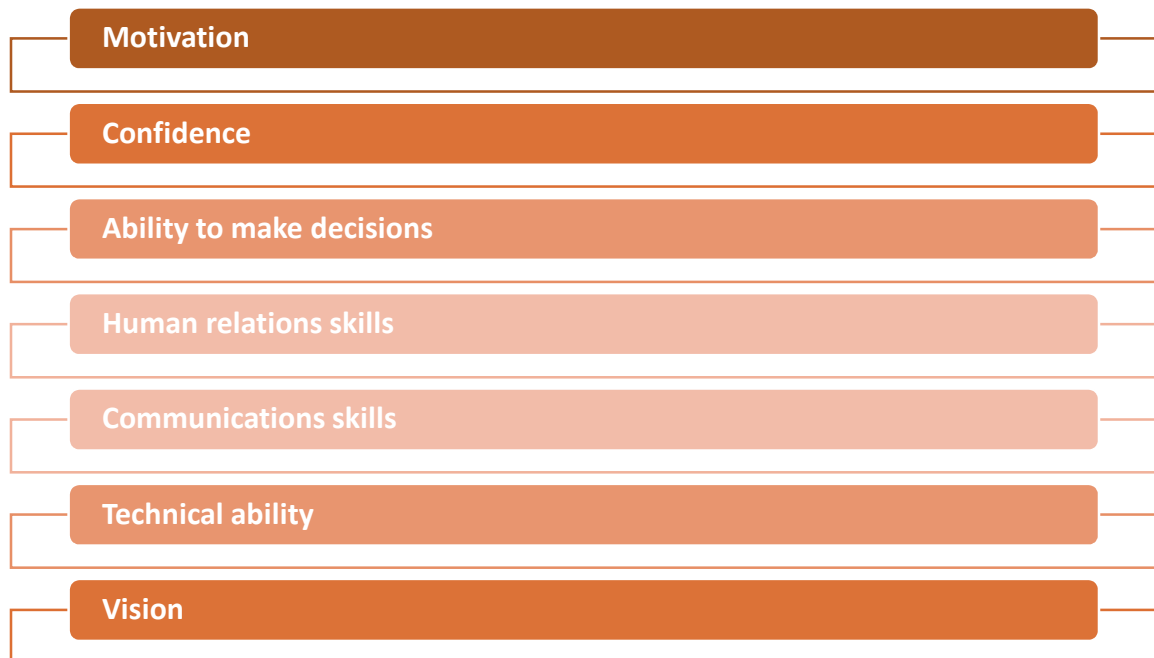 Motivation
Confidence
Ability to make decisions
Human relations skills
Communications skills
Technical ability
Vision